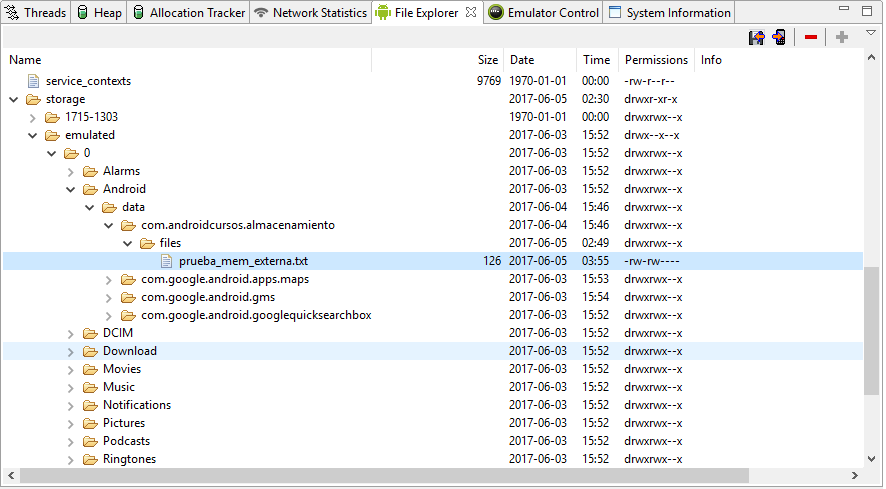 Threads Heap Allocation Tracker Network Statistics File Explorer Emulator Control System Information
Name Size Date Time Permissions Info
service_contexts 9769 1970-01-01 00:00 -rw-r--r--
storage 2017-06-05 02:30 drwxr-xr-x
1715-1303 1970-01-01 00:00 drwxrwx--x
emulated 2017-06-03 15:52 drwx--x--x
0 2017-06-03 15:52 drwxrwx--x
Alarms 2017-06-03 15:52 drwxrwx--x
Android 2017-06-03 15:52 drwxrwx--x
data 2017-06-04 15:46 drwxrwx--x
com.androidcursos.almacenamiento 2017-06-04 15:46 drwxrwx--x
files 2017-06-05 02:49 drwxrwx--x
prueba_mem_externa.txt 126 2017-06-05 03:55 -rw-rw----
com.google.android.apps.maps 2017-06-03 15:53 drwxrwx--x
com.google.android.gms 2017-06-03 15:54 drwxrwx--x
com.google.android.googlequicksearchbox 2017-06-03 15:52 drwxrwx--x
DCIM 2017-06-03 15:52 drwxrwx--x
Download 2017-06-03 15:52 drwxrwx--x
Movies 2017-06-03 15:52 drwxrwx--x
Music 2017-06-03 15:52 drwxrwx--x
Notifications 2017-06-03 15:52 drwxrwx--x
Pictures 2017-06-03 15:52 drwxrwx--x
Podcasts 2017-06-03 15:52 drwxrwx--x
Ringtones 2017-06-03 15:52 drwxrwx--x